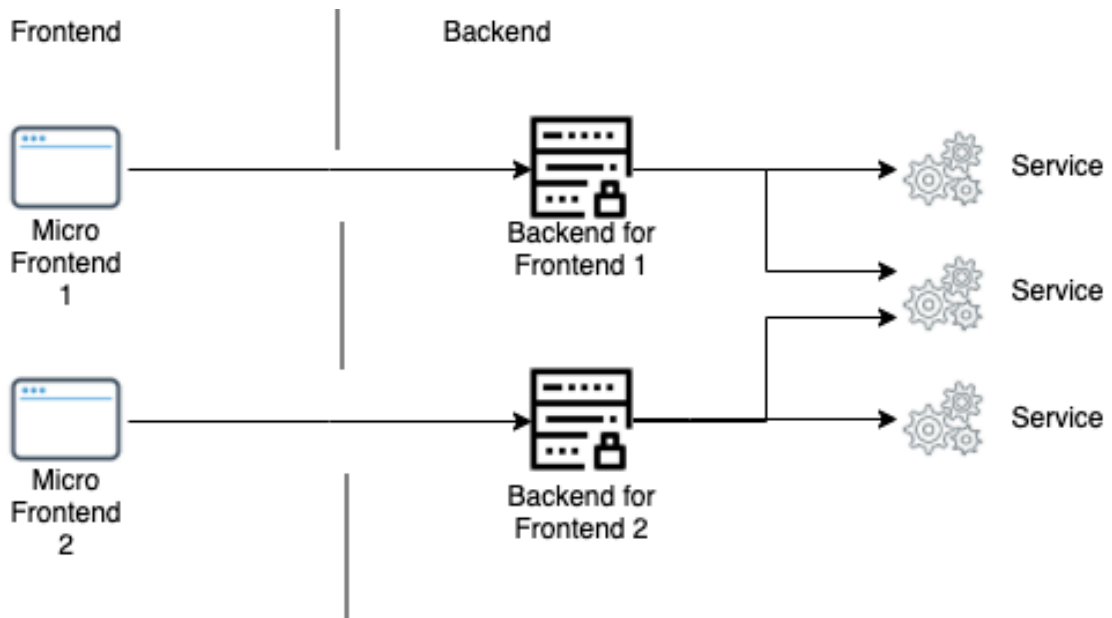 Frontend
Backend
Micro
Frontend
1
Backend for
Frontend 1
Service
Service
Micro
Frontend
2
Backend for
Frontend 2
Service